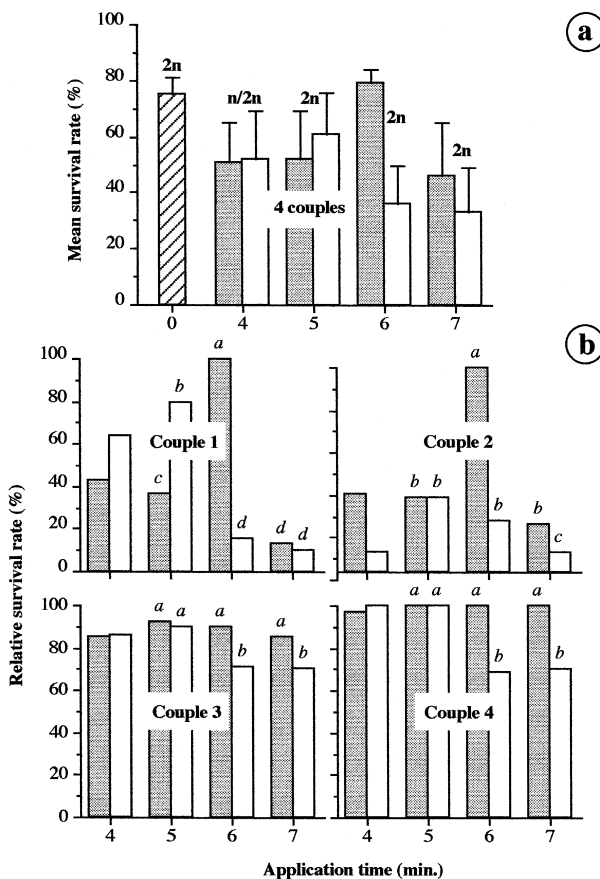 a
Mean survival rate (%)
100
80
60
40
20
0
2n
n/2n
2n
2n
2n
4 couples
0 4 5 6 7
b
Relative survival rate (%)
100
80
60
40
20
0
c b a d d d
Couple 1
b b a b b c
Couple 2
100
80
60
40
20
0
a a a b a b
Couple 3
a a a b a b
Couple 4
4 5 6 7 4 5 6 7
Application time (min.)